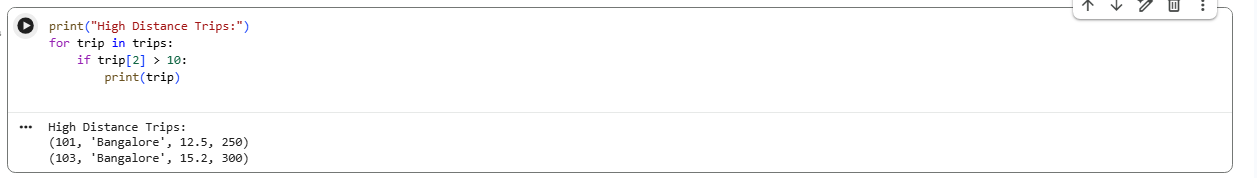 print("High Distance Trips:")
for trip in trips:
    if trip[2] > 10:
        print(trip)
High Distance Trips:
(101, 'Bangalore', 12.5, 250)
(103, 'Bangalore', 15.2, 300)